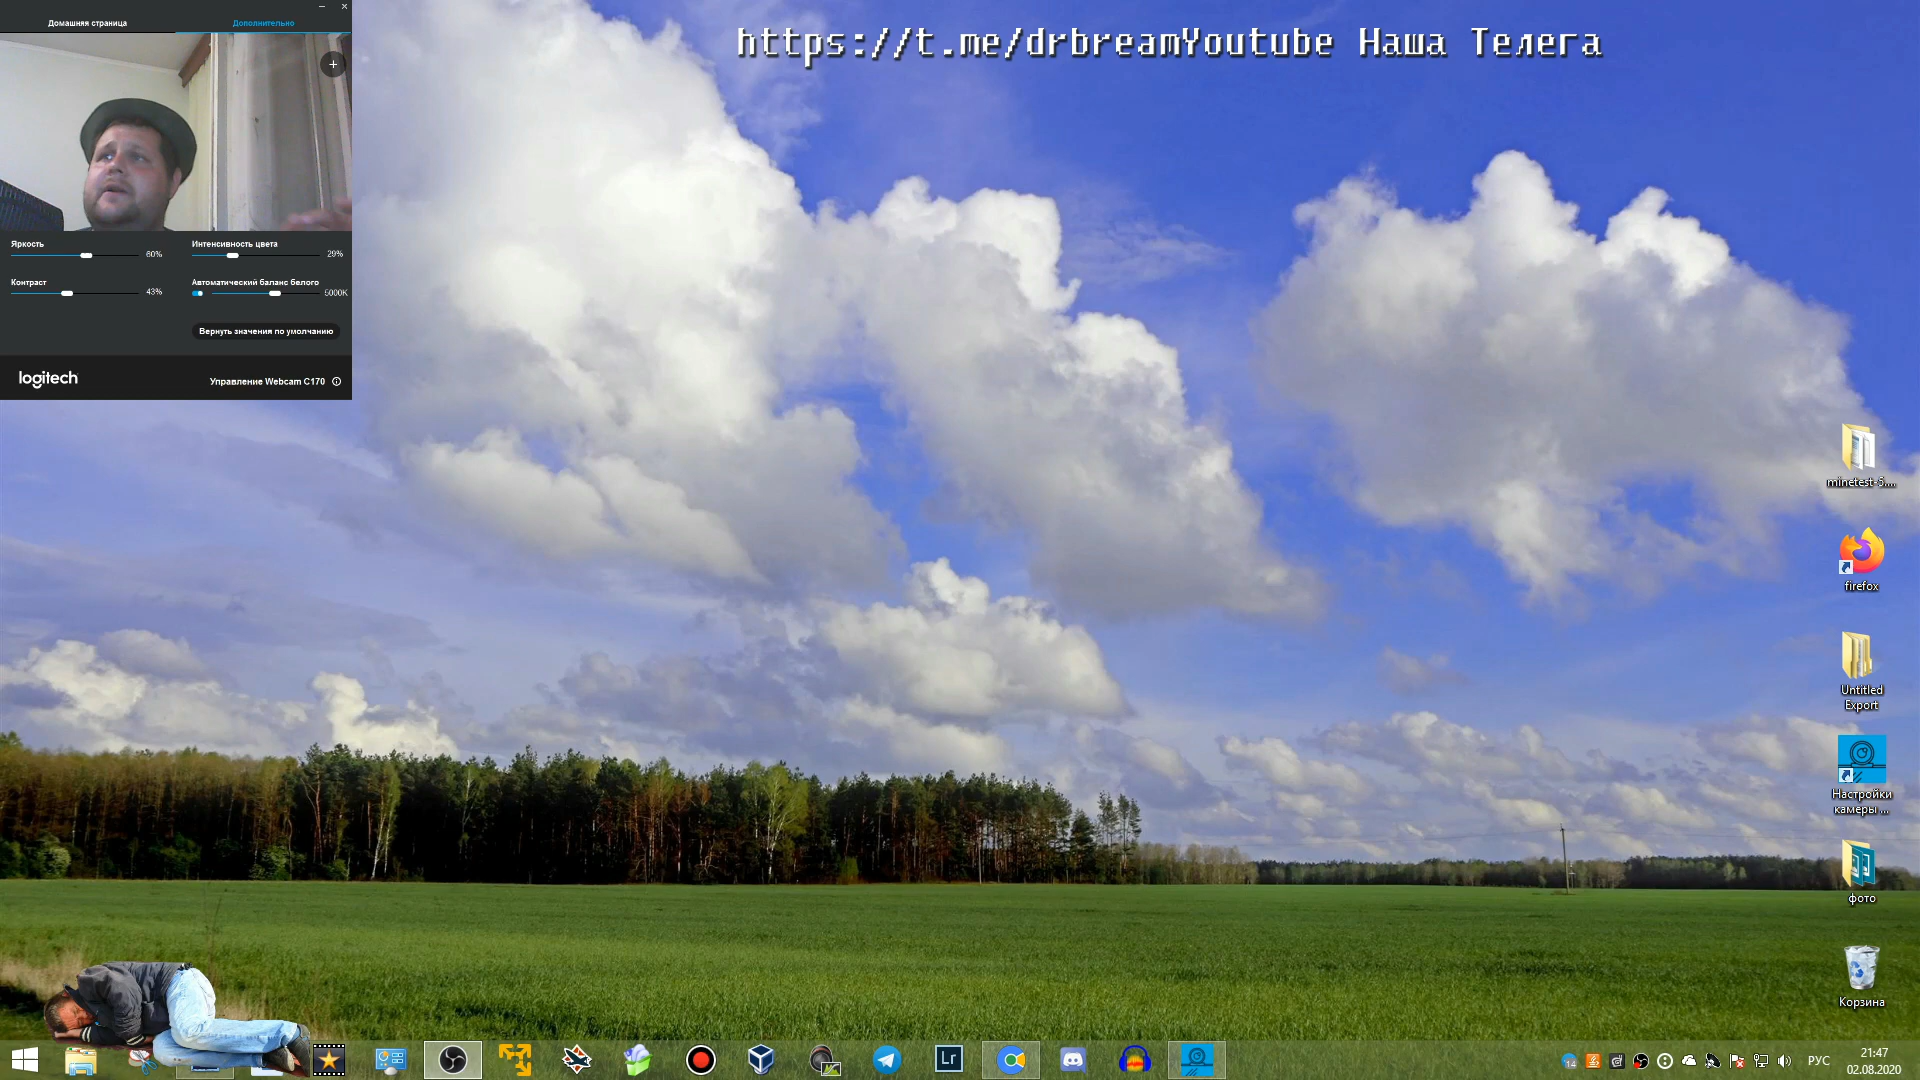 Домашняя страница
Дополнительно
https://t.me/drbreamYoutube Наша Телега
Яркость
60%
Интенсивность цвета
29%
Контраст
43%
Автоматический баланс белого
5000K
Вернуть значения по умолчанию
logitech
Управление Webcam C170
minetest-5....
firefox
Untitled
Export
Настройки
камеры ...
фото
Корзина
Lr
14
РУС
21:47
02.08.2020